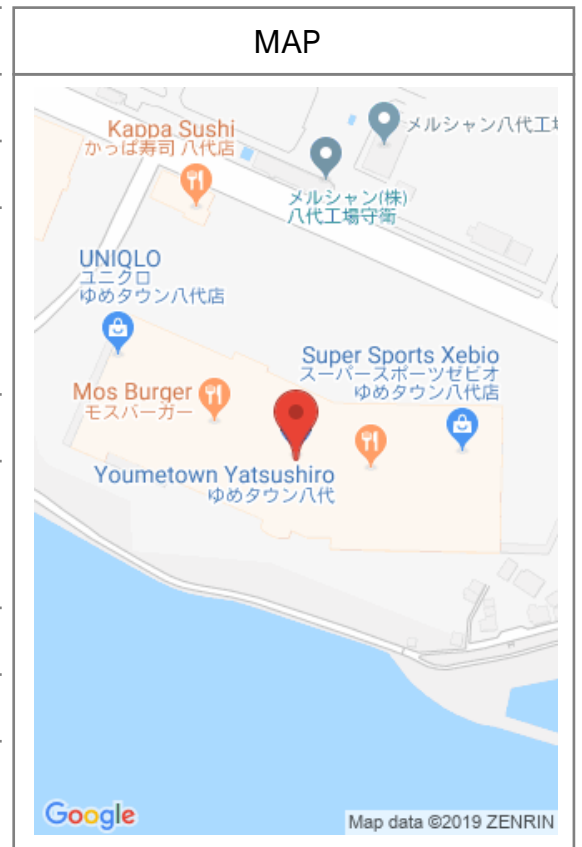 MAP
Kappa Sushi
かっぱ寿司 八代店
メルシャン八代工場
メルシャン(株)
八代工場守衛
UNIQLO
ユニクロ
ゆめタウン八代店
Super Sports Xebio
スーパースポーツゼビオ
ゆめタウン八代店
Mos Burger
モスバーガー
Youmetown Yatsushiro
ゆめタウン八代
Google
Map data ©2019 ZENRIN